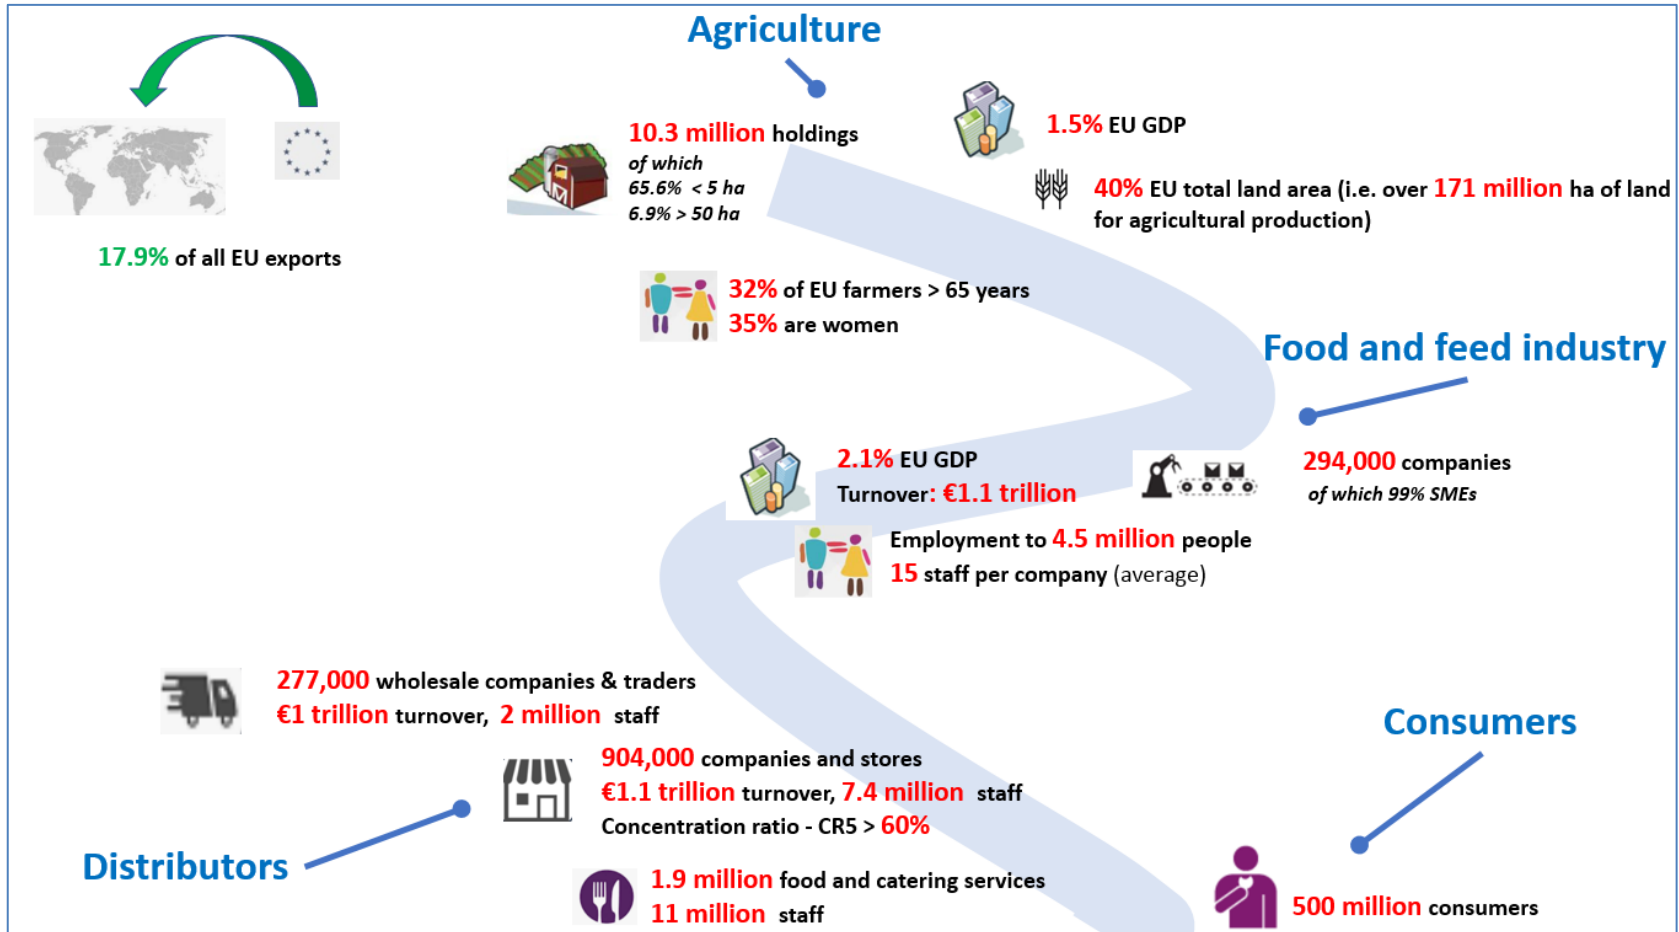 Agriculture
10.3 million holdings
of which
65.6% < 5 ha
6.9% > 50 ha
1.5% EU GDP
40% EU total land area (i.e. over 171 million ha of land
for agricultural production)
17.9% of all EU exports
32% of EU farmers > 65 years
35% are women
Food and feed industry
294,000 companies
of which 99% SMEs
2.1% EU GDP
Turnover: €1.1 trillion
Employment to 4.5 million people
15 staff per company (average)
277,000 wholesale companies & traders
€1 trillion turnover, 2 million staff
904,000 companies and stores
€1.1 trillion turnover, 7.4 million staff
Concentration ratio - CR5 > 60%
Distributors
1.9 million food and catering services
11 million staff
Consumers
500 million consumers